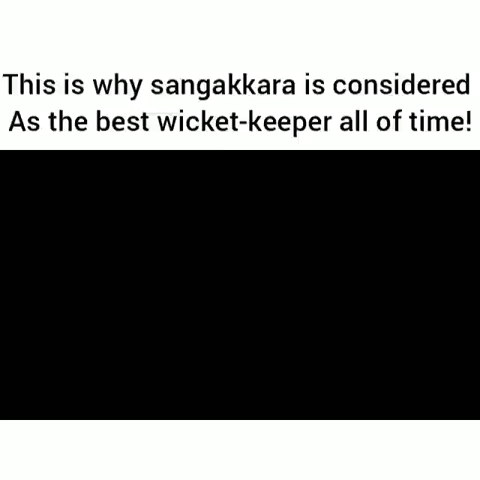 This is why sangakkara is considered
As the best wicket-keeper all of time!